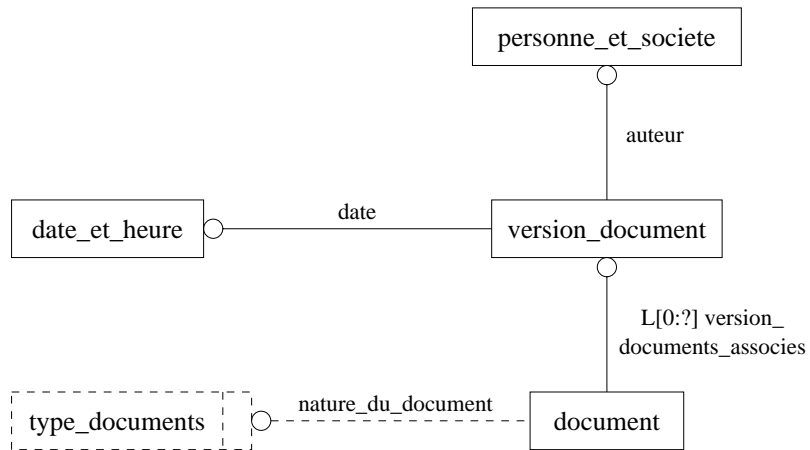 personne_et_societe
auteur
date
date_et_heure
version_document
L[0:?] version_
documents_associes
nature_du_document
type_documents
document